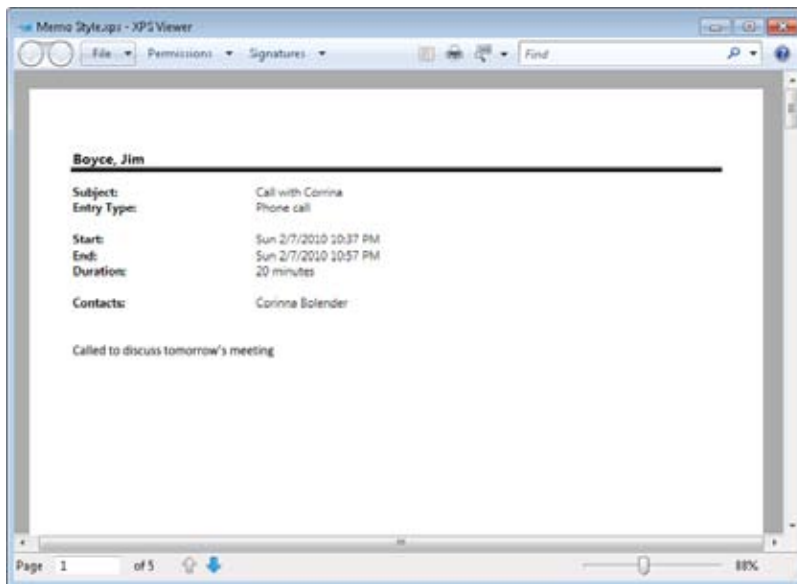 Memo Style.xps - XPS Viewer
File Permissions Signatures Find
Boyce, Jim
Subject: Call with Corrina
Entry Type: Phone call
Start: Sun 2/7/2010 10:37 PM
End: Sun 2/7/2010 10:57 PM
Duration: 20 minutes
Contacts: Corinna Bolender
Called to discuss tomorrow's meeting
Page 1 of 5 88%